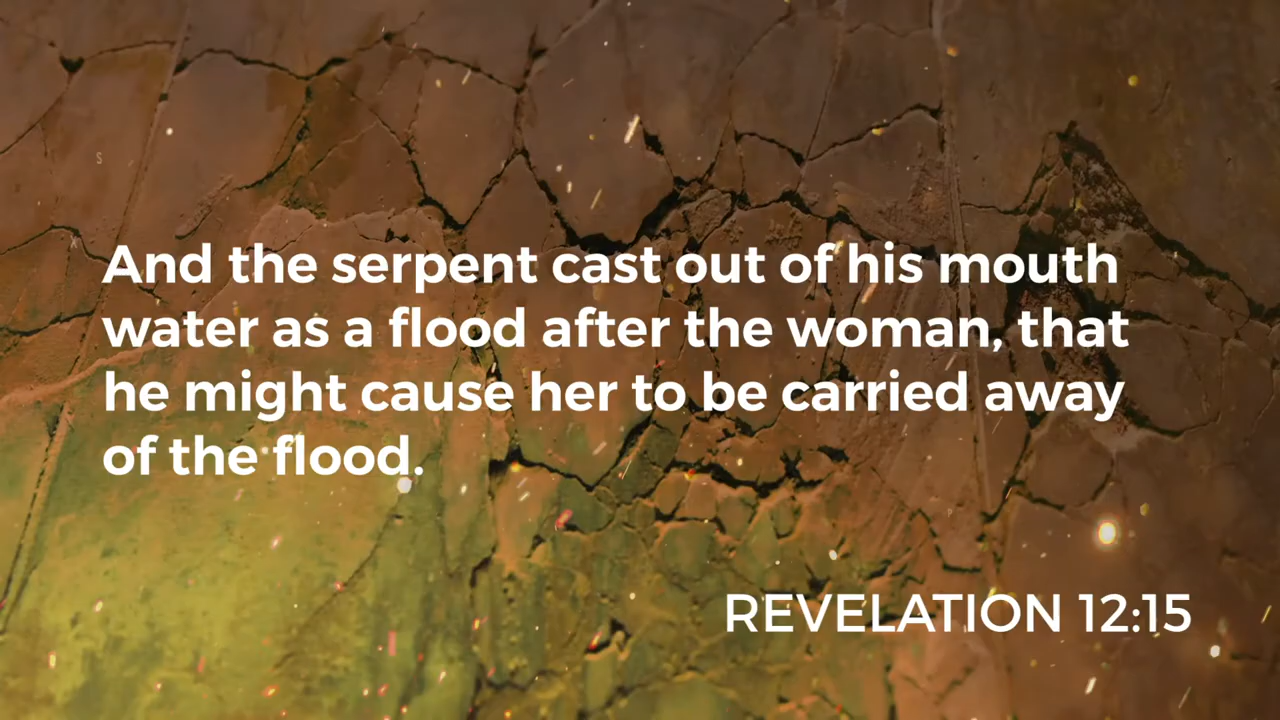 And the serpent cast out of his mouth
water as a flood after the woman, that
he might cause her to be carried away
of the flood.
REVELATION 12:15